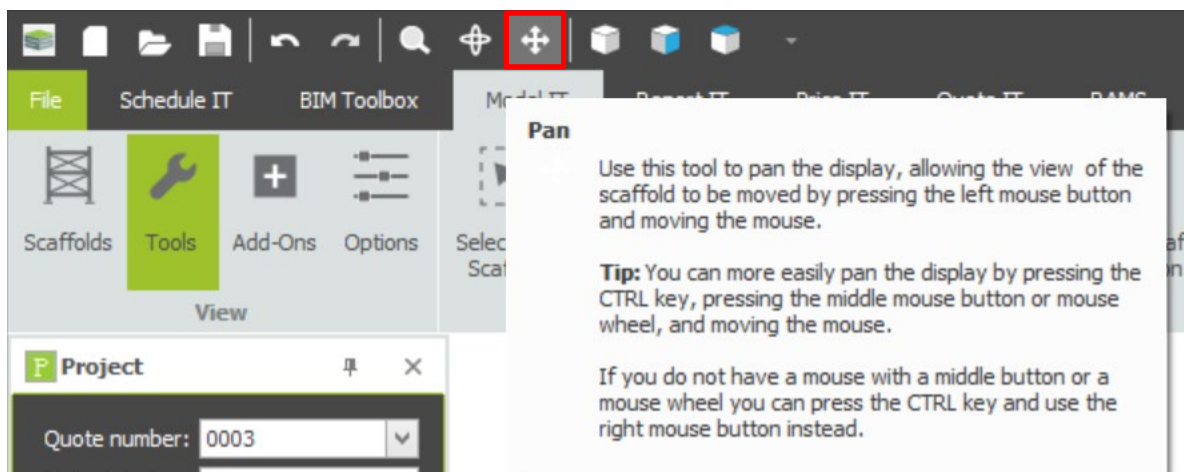 File Schedule IT BIM Toolbox
Pan
Use this tool to pan the display, allowing the view of the
scaffold to be moved by pressing the left mouse button
and moving the mouse.
Tip: You can more easily pan the display by pressing the
CTRL key, pressing the middle mouse button or mouse
wheel, and moving the mouse.
If you do not have a mouse with a middle button or a
mouse wheel you can press the CTRL key and use the
right mouse button instead.
Scaffolds Tools Add-Ons Options
View
P Project
Quote number: 0003